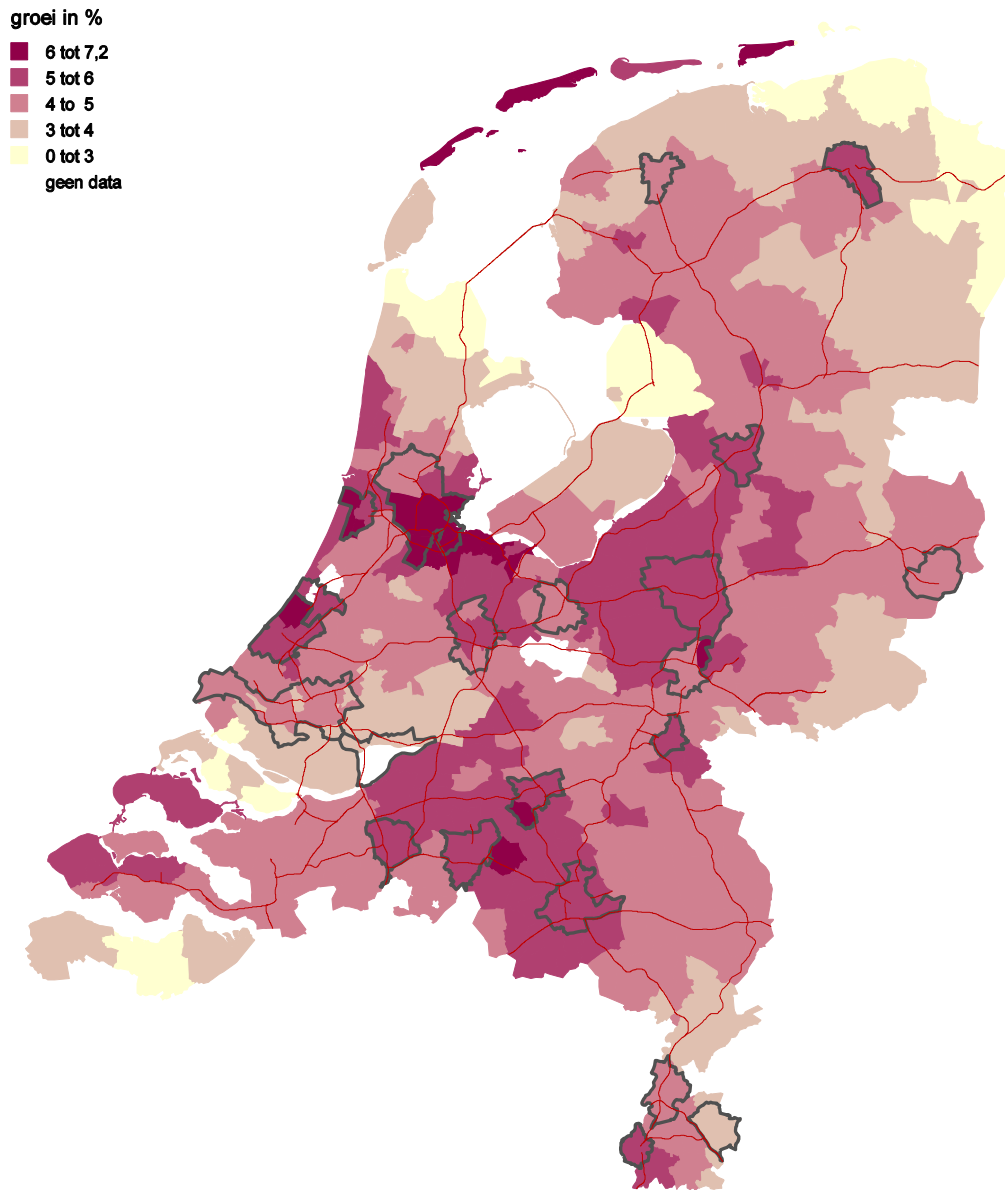 groei in %
6 tot 7,2
5 tot 6
4 to 5
3 tot 4
0 tot 3
geen data